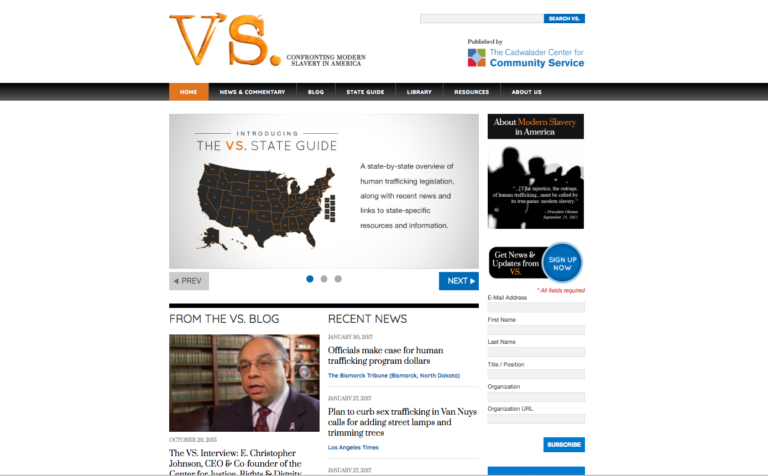 VS.
CONFRONTING MODERN
SLAVERY IN AMERICA
SEARCH VS.
Published by
The Cadwalader Center for
Community Service
HOME
NEWS & COMMENTARY
BLOG
STATE GUIDE
LIBRARY
RESOURCES
ABOUT US
INTRODUCING
THE VS. STATE GUIDE
A state-by-state overview of
human trafficking legislation,
along with recent news and
links to state-specific
resources and information.
PREV
NEXT
About Modern Slavery
in America
"...[T]he injustice, the outrage,
of human trafficking...must be called by
its true name: modern slavery."
– President Obama
September 25, 2012
Get News &
Updates from
VS.
SIGN UP
NOW
* All fields required
E-Mail Address
First Name
Last Name
Title / Position
Organization
Organization URL
SUBSCRIBE
FROM THE VS. BLOG
OCTOBER 29, 2015
The VS. Interview: E. Christopher
Johnson, CEO & Co-founder of the
Center for Justice, Rights & Dignity
RECENT NEWS
JANUARY 30, 2017
Officials make case for human
trafficking program dollars
The Bismarck Tribune (Bismarck, North Dakota)
JANUARY 27, 2017
Plan to curb sex trafficking in Van Nuys
calls for adding street lamps and
trimming trees
Los Angeles Times
JANUARY 27, 2017